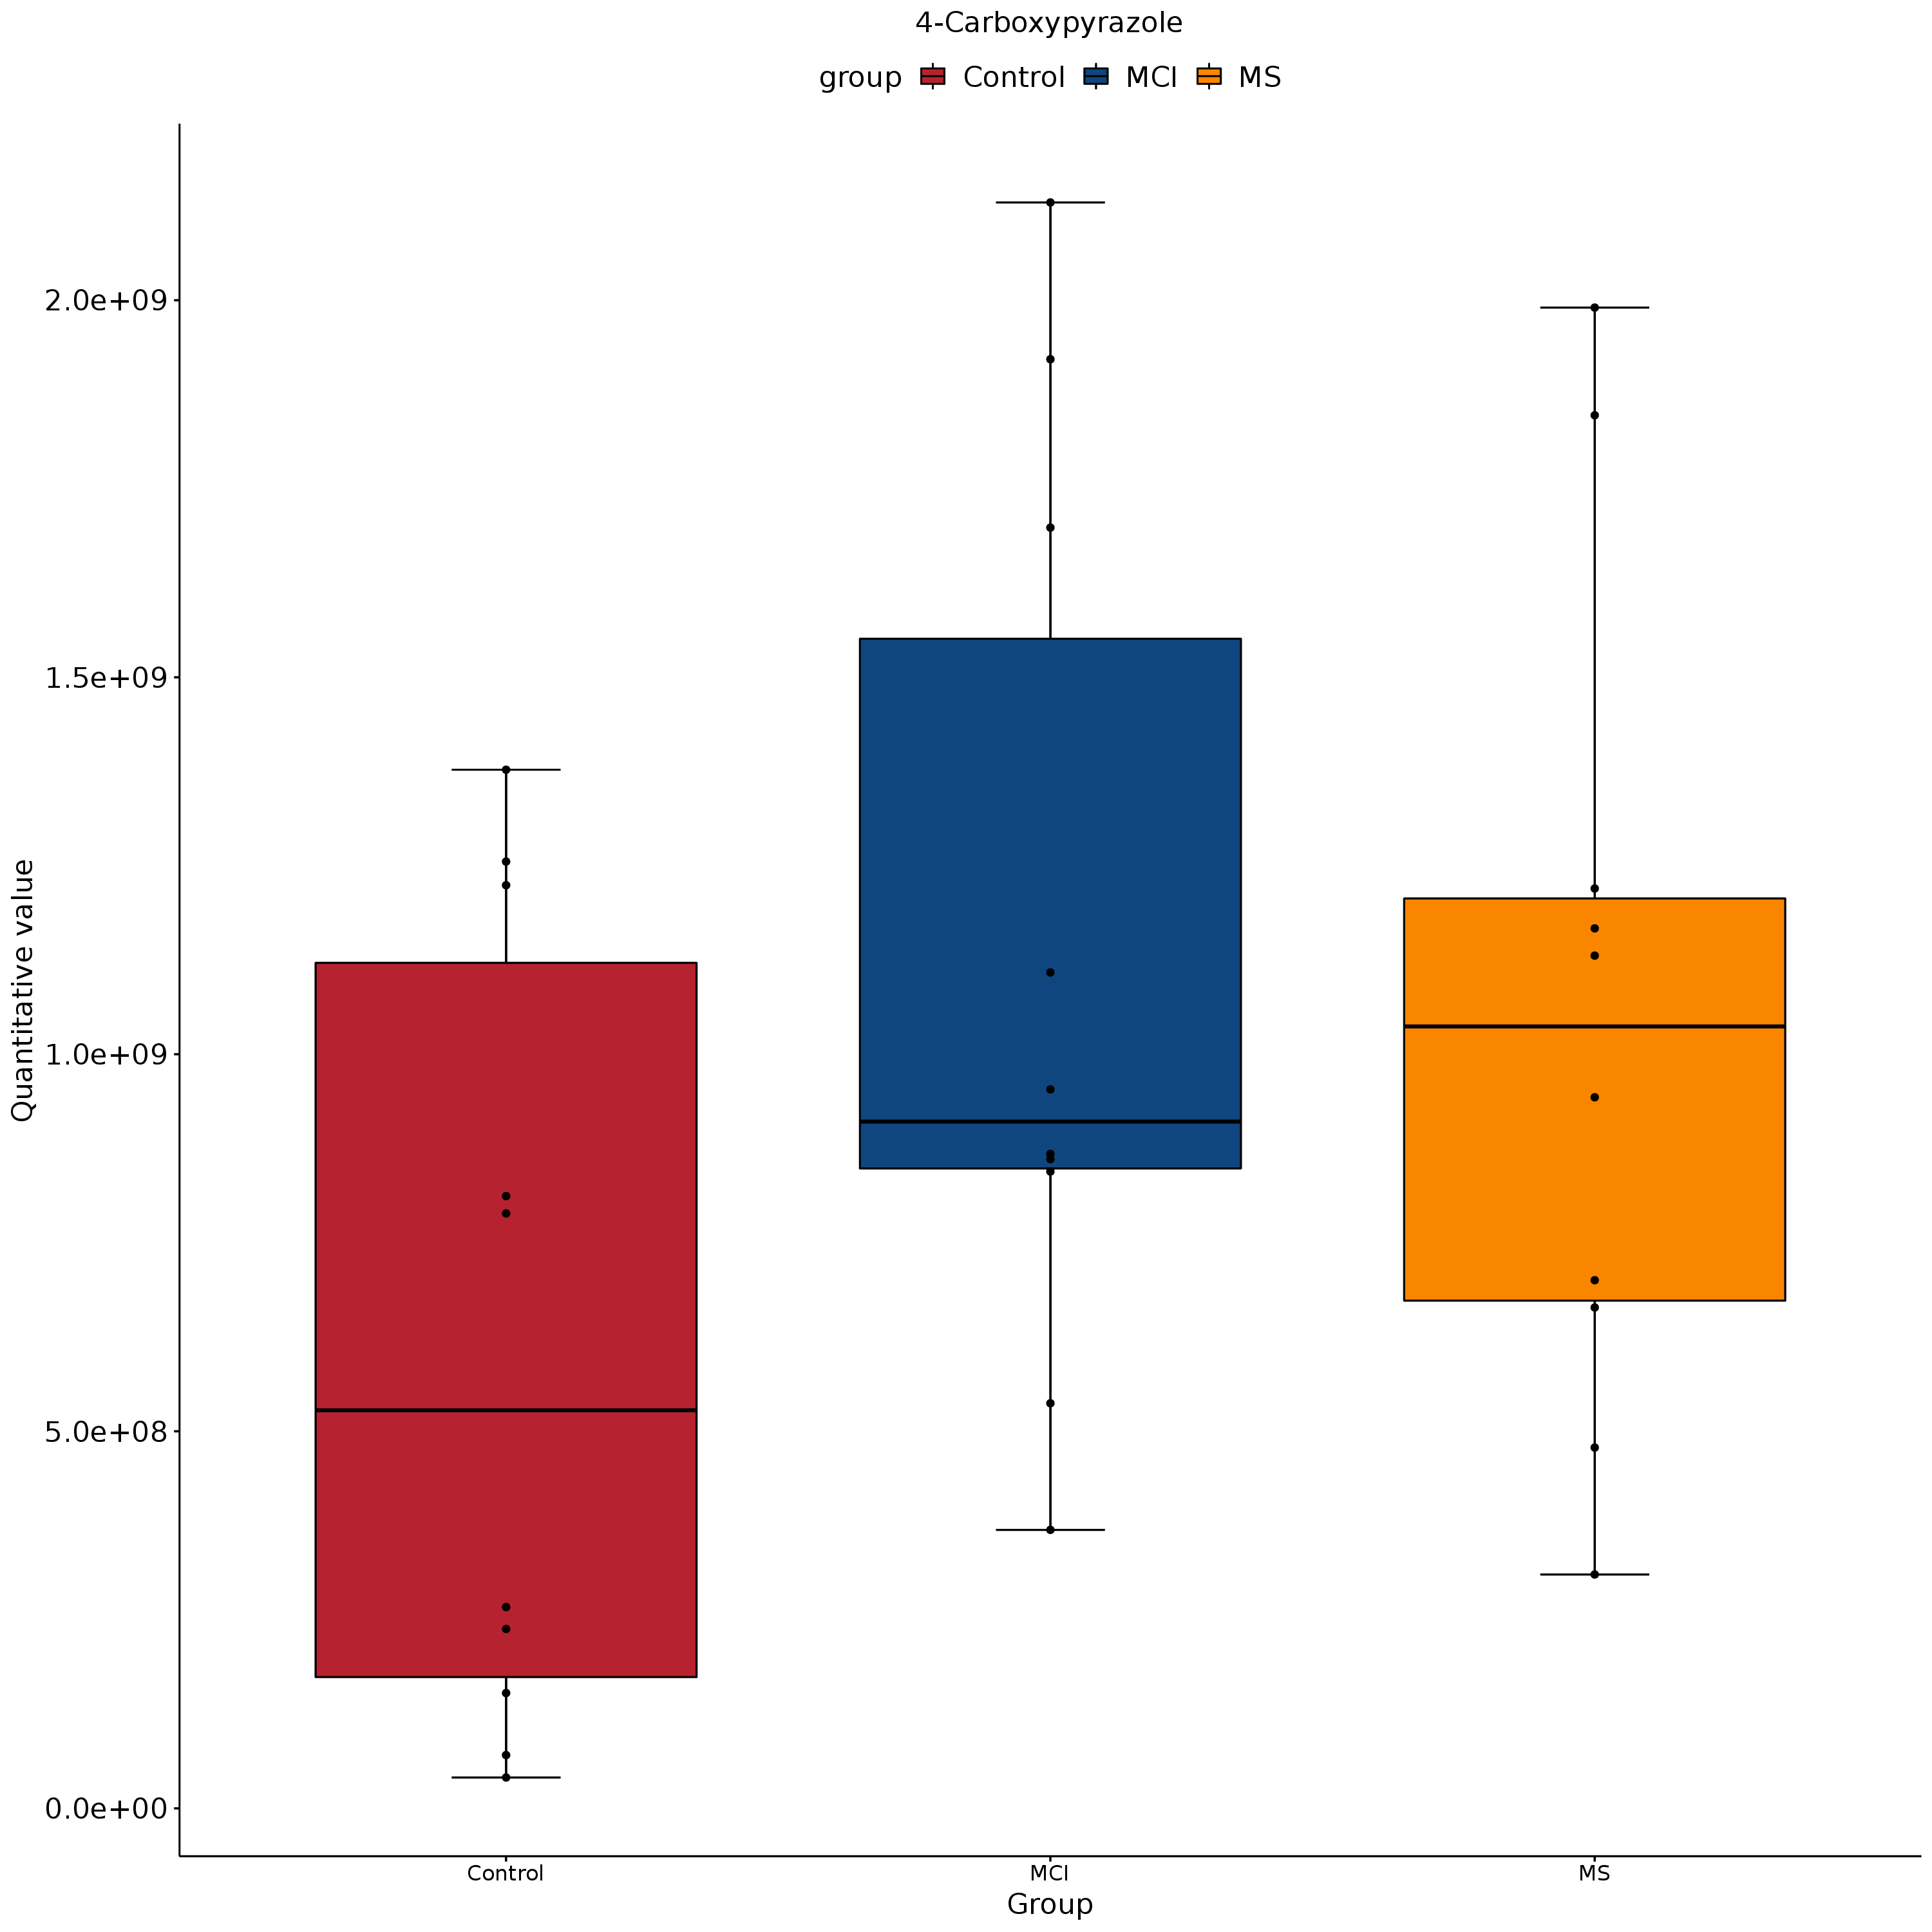 4-Carboxypyrazole
group Control MCI MS
2.0e+09
1.5e+09
1.0e+09
5.0e+08
0.0e+00
Quantitative value
Control MCI MS
Group